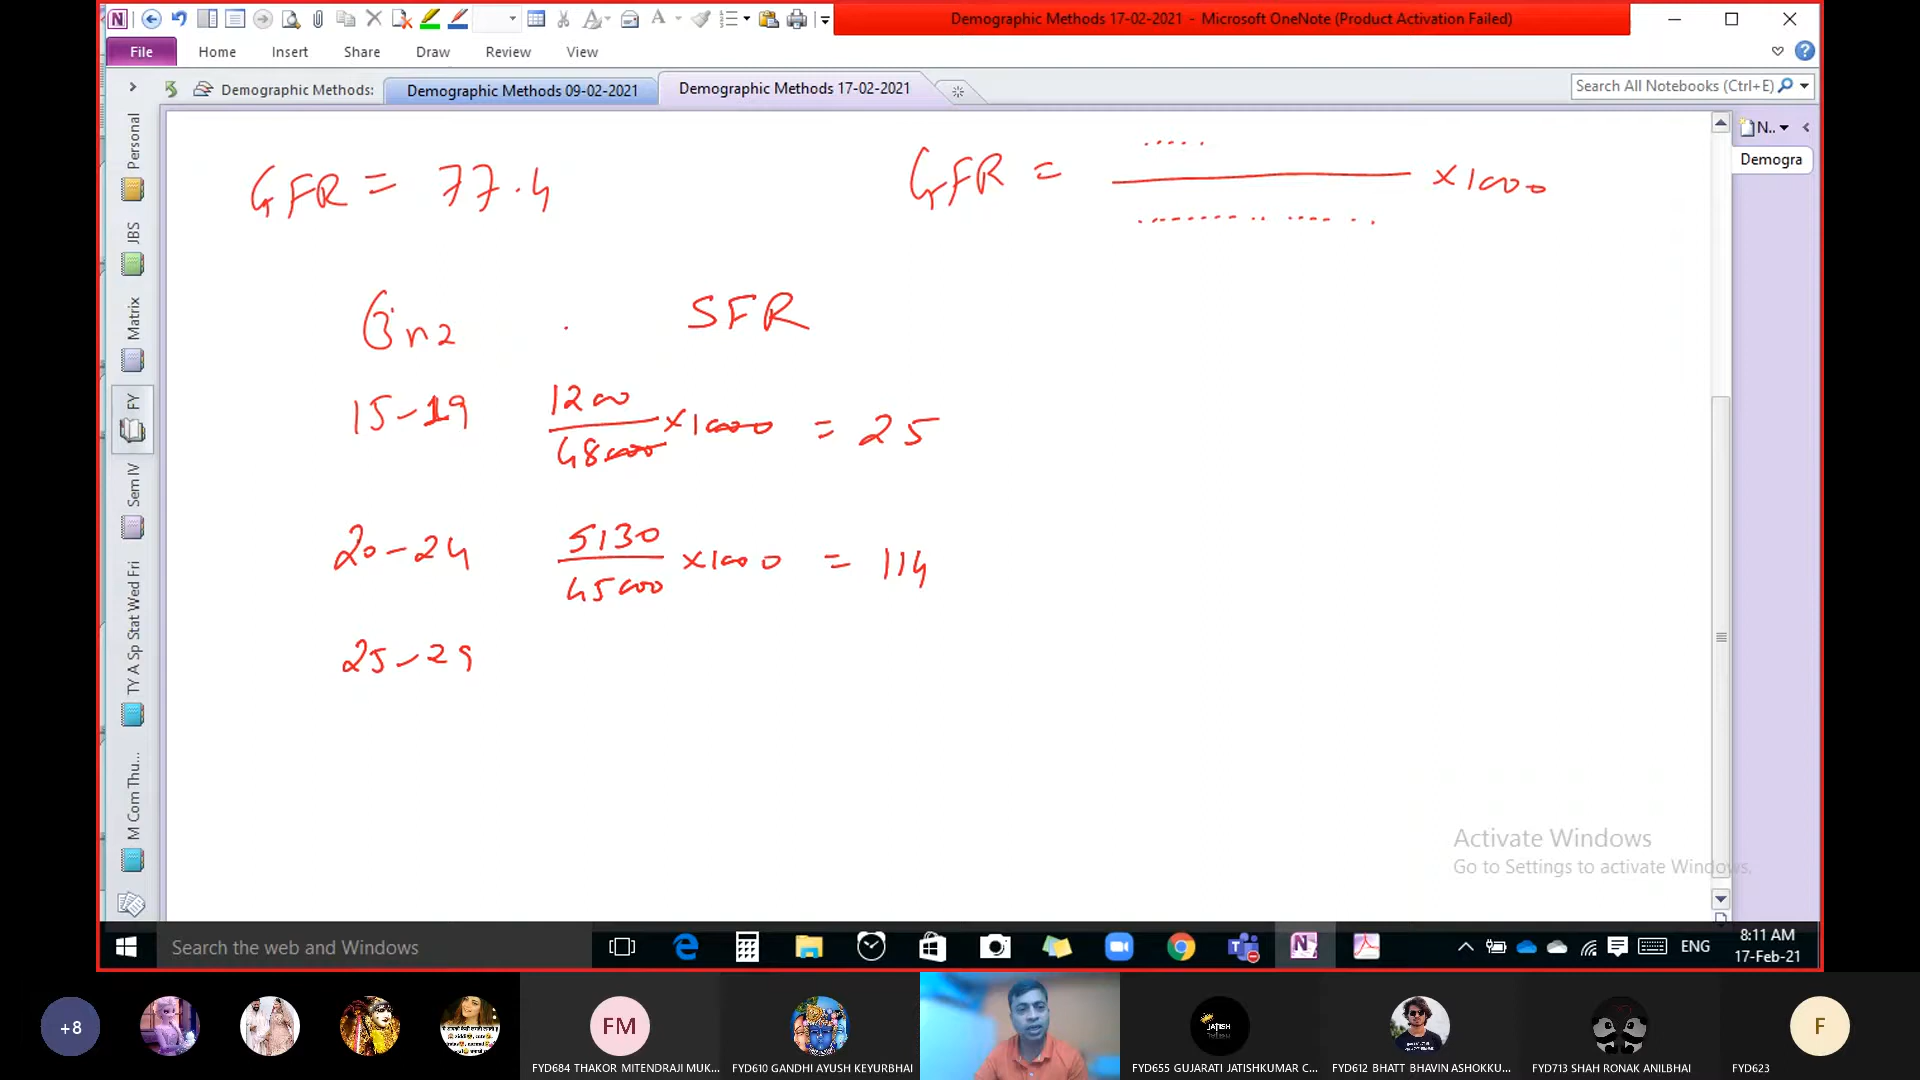 Demographic Methods 17-02-2021 - Microsoft OneNote (Product Activation Failed)
File Home Insert Share Draw Review View
Demographic Methods: Demographic Methods 09-02-2021 Demographic Methods 17-02-2021
Search All Notebooks (Ctrl+E)
N..
Demogra
Personal
JBS
Matrix
FY
Sem IV
TY A Sp Stat Wed Fri
M Com Thu...
GFR = 77.4
GFR = ..... / ................. ×1000
SFR
15-19 1200/48000 ×1000 = 25
20-24 5130/45000 ×1000 = 114
25-29
Activate Windows
Go to Settings to activate Windows.
Search the web and Windows
ENG
8:11 AM
17-Feb-21
+8
FM
FYD684 THAKOR MITENDRAJI MUK...
FYD610 GANDHI AYUSH KEYURBHAI
JATISH
FYD655 GUJARATI JATISHKUMAR C...
FYD612 BHATT BHAVIN ASHOKKU...
FYD713 SHAH RONAK ANILBHAI
F
FYD623